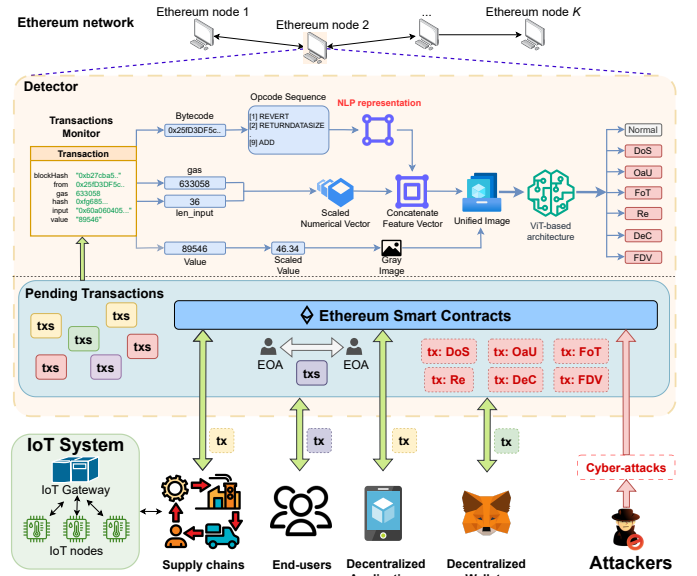 Ethereum network
Ethereum node 1
Ethereum node 2
...
Ethereum node K
Detector
Transactions
Monitor
Transaction
blockHash "0xb27cba5.."
from "0x25fD3DF5c..
gas 633058
hash 0xfg685...
input "0x60a060405..."
value "89546"
Bytecode
0x25fD3DF5c..
Opcode Sequence
[1] REVERT
[2] RETURNDATASIZE
...
[9] ADD
NLP representation
gas
633058
36
len_input
Scaled
Numerical Vector
Concatenate
Feature Vector
Unified Image
ViT-based
architecture
89546
Value
46.34
Scaled
Value
Gray
Image
Normal
DoS
OaU
FoT
Re
DeC
FDV
Pending Transactions
txs
txs
txs
txs
txs
txs
Ethereum Smart Contracts
EOA
EOA
txs
tx: DoS
tx: OaU
tx: FoT
tx: Re
tx: DeC
tx: FDV
tx
tx
tx
tx
Cyber-attacks
IoT System
IoT Gateway
IoT nodes
Supply chains
End-users
Decentralized
Decentralized
Attackers